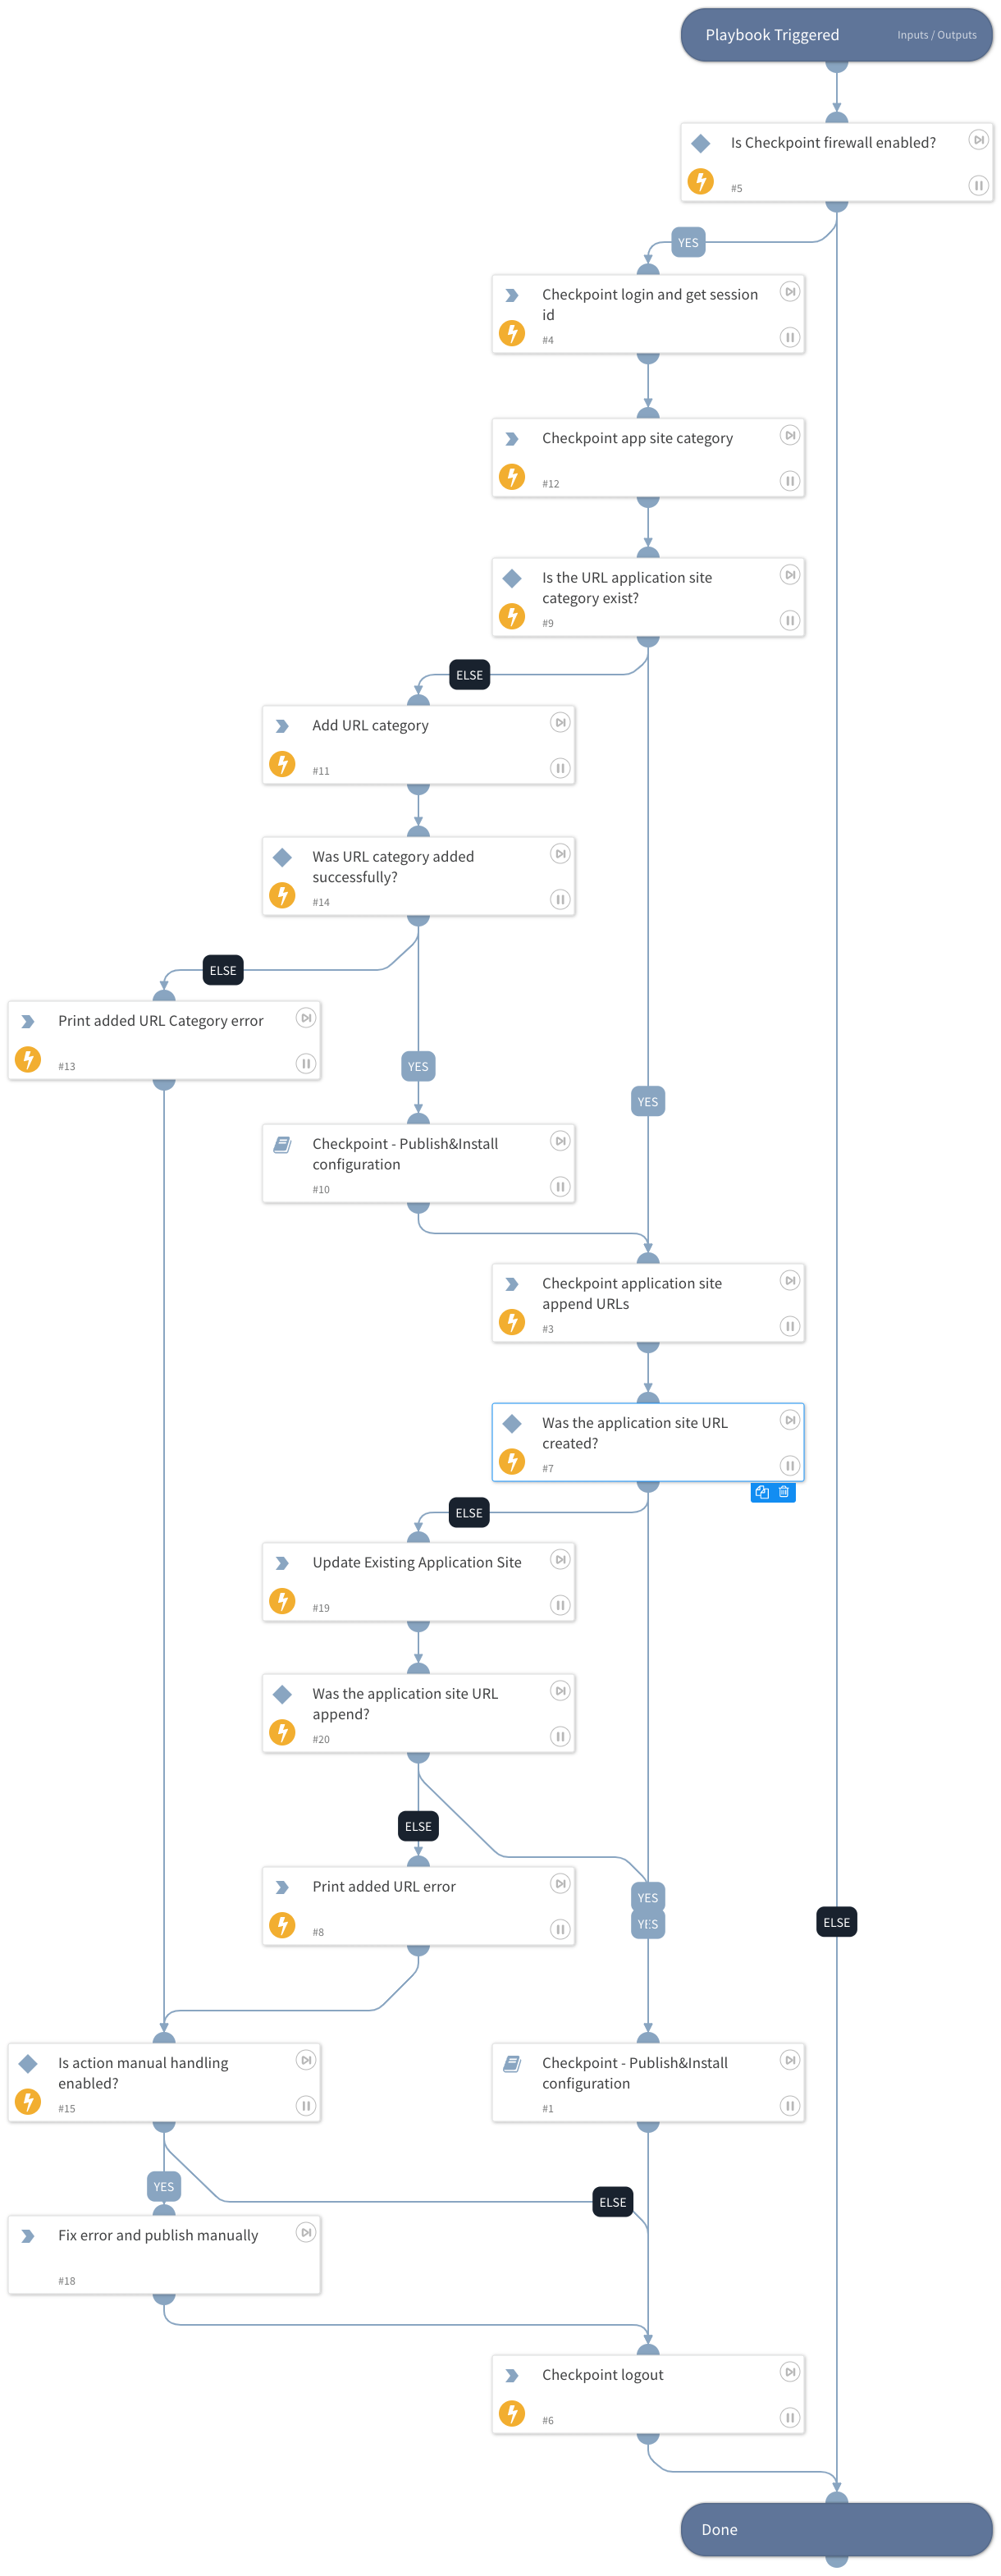 Playbook Triggered
Inputs / Outputs
Is Checkpoint firewall enabled?
#5
YES
Checkpoint login and get session
id
#4
Checkpoint app site category
#12
Is the URL application site
category exist?
#9
ELSE
Add URL category
#11
Was URL category added
successfully?
#14
ELSE
Print added URL Category error
#13
YES
YES
Checkpoint - Publish&Install
configuration
#10
Checkpoint application site
append URLs
#3
Was the application site URL
created?
#7
ELSE
Update Existing Application Site
#19
Was the application site URL
append?
#20
ELSE
Print added URL error
#8
YES
YES
ELSE
Is action manual handling
enabled?
#15
Checkpoint - Publish&Install
configuration
#1
YES
ELSE
Fix error and publish manually
#18
Checkpoint logout
#6
Done